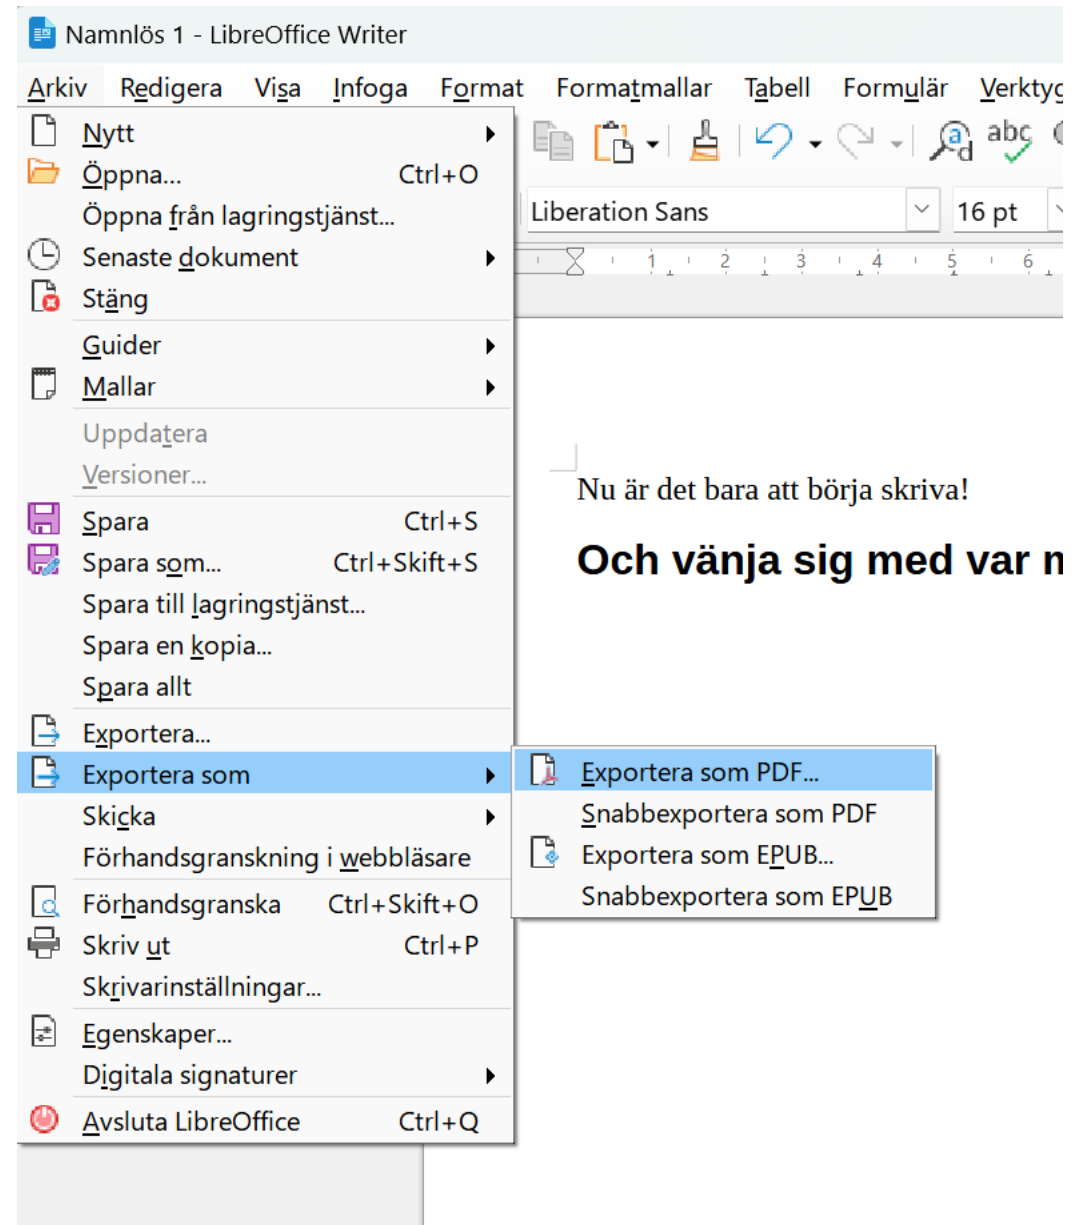 Namnlös 1 - LibreOffice Writer
Arkiv Redigera Visa Infoga Format Formatmallar Tabell Formulär Verktyg
Nytt
Öppna... Ctrl+O
Öppna från lagringstjänst...
Senaste dokument
Stäng
Guider
Mallar
Uppdatera
Versioner...
Spara Ctrl+S
Spara som... Ctrl+Skift+S
Spara till lagringstjänst...
Spara en kopia...
Spara allt
Exportera...
Exportera som
Skicka
Förhandsgranskning i webbläsare
Förhandsgranska Ctrl+Skift+O
Skriv ut Ctrl+P
Skrivarinställningar...
Egenskaper...
Digitala signaturer
Avsluta LibreOffice Ctrl+Q
Exportera som PDF...
Snabbexportera som PDF
Exportera som EPUB...
Snabbexportera som EPUB
abc
Liberation Sans 16 pt
1 2 3 4 5 6
Nu är det bara att börja skriva!
Och vänja sig med var